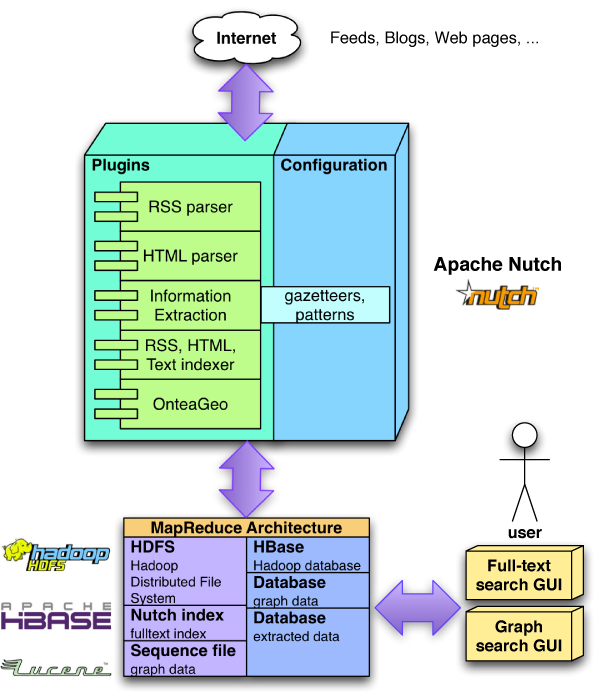 Internet
Feeds, Blogs, Web pages, ...
Plugins
Configuration
RSS parser
HTML parser
Information
Extraction
gazetteers,
patterns
RSS, HTML,
Text indexer
OnteaGeo
Apache Nutch
nutch™
user
MapReduce Architecture
HDFS
Hadoop
Distributed File
System
Nutch index
fulltext index
Sequence file
graph data
HBase
Hadoop database
Database
graph data
Database
extracted data
hadoop
HDFS
APACHE
HBASE
Lucene™
Full-text
search GUI
Graph
search GUI